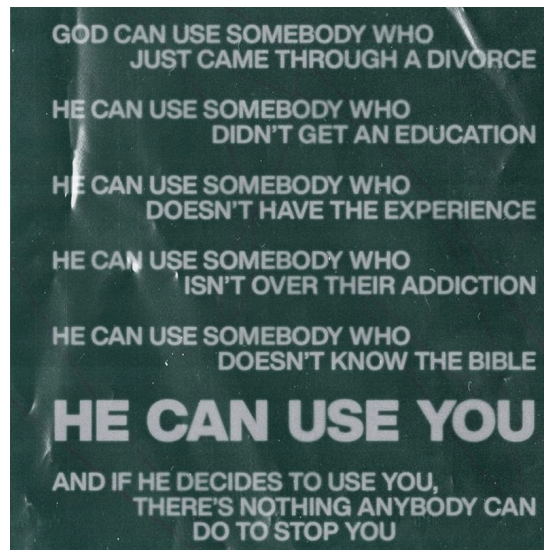 GOD CAN USE SOMEBODY WHO
JUST CAME THROUGH A DIVORCE
HE CAN USE SOMEBODY WHO
DIDN'T GET AN EDUCATION
HE CAN USE SOMEBODY WHO
DOESN'T HAVE THE EXPERIENCE
HE CAN USE SOMEBODY WHO
ISN'T OVER THEIR ADDICTION
HE CAN USE SOMEBODY WHO
DOESN'T KNOW THE BIBLE
HE CAN USE YOU
AND IF HE DECIDES TO USE YOU,
THERE'S NOTHING ANYBODY CAN
DO TO STOP YOU